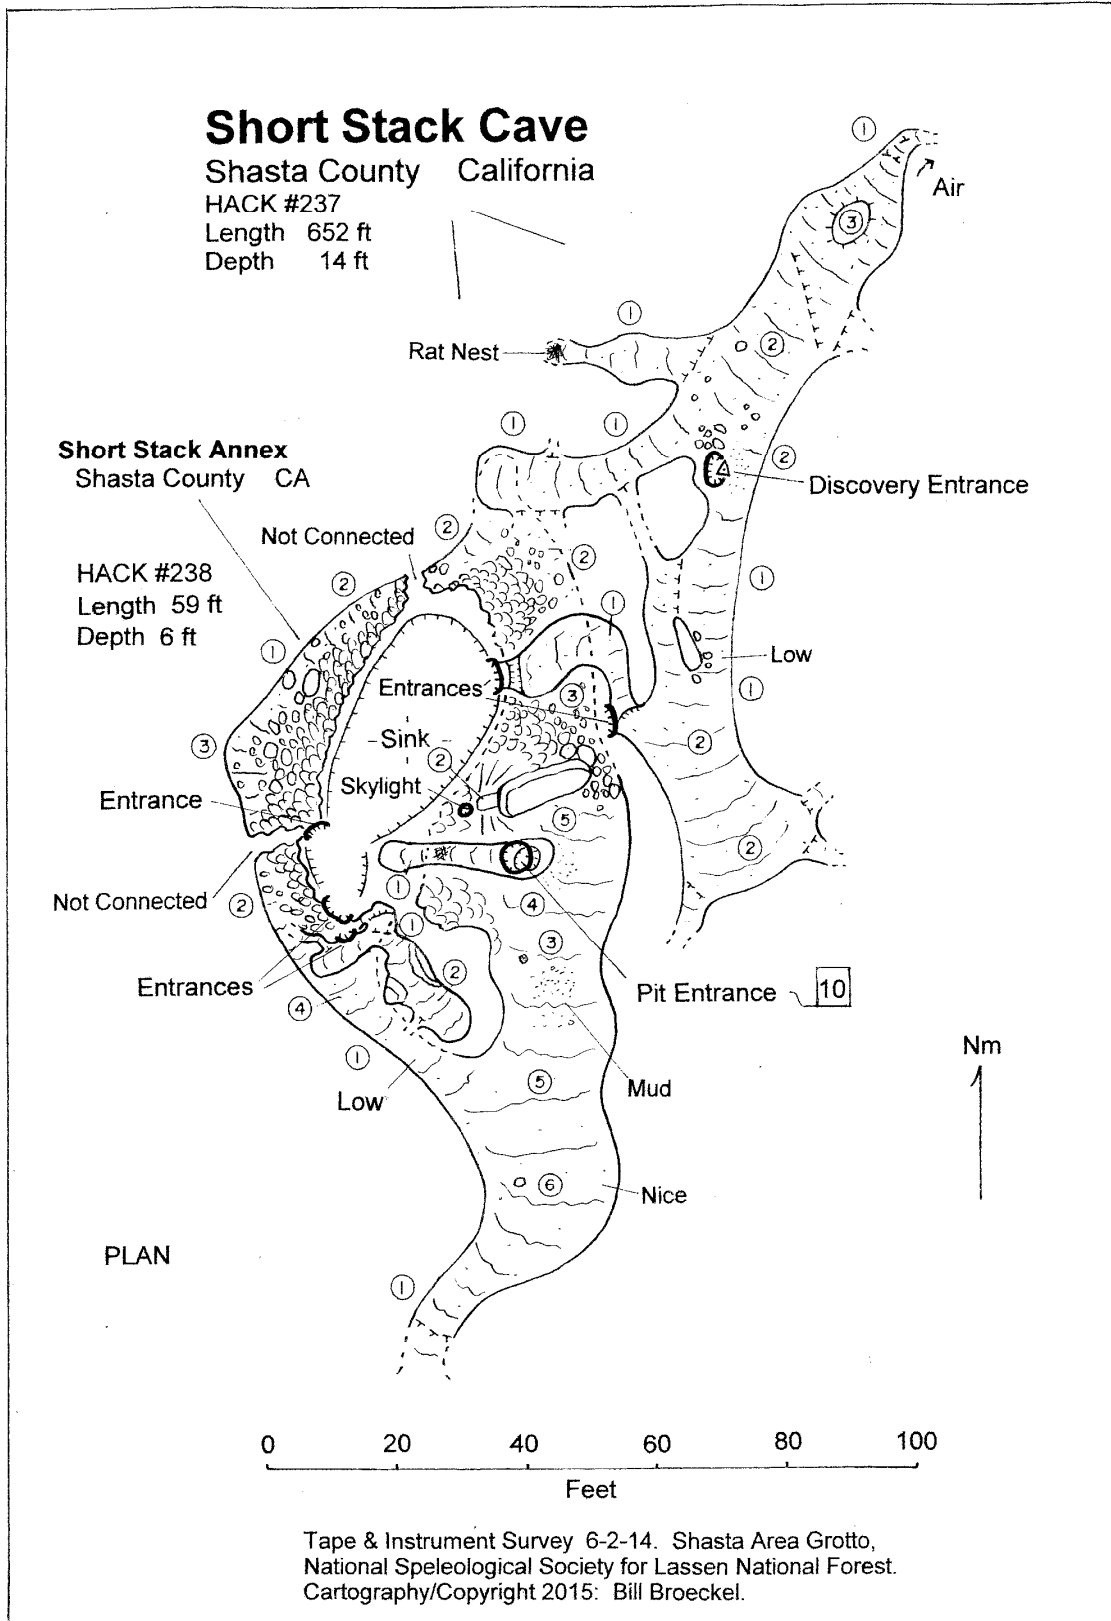 Short Stack Cave
Shasta County California
HACK #237
Length 652 ft
Depth 14 ft
1
Air
3
1
2
Rat Nest
1
1
2
Discovery Entrance
Short Stack Annex
Shasta County CA
Not Connected
2
2
HACK #238
Length 59 ft
Depth 6 ft
2
1
1
1
Low
Entrances
3
1
3
Sink
2
2
Skylight
Entrance
5
2
Not Connected
1
2
4
1
3
2
Entrances
4
Pit Entrance 10
1
Low
5
Mud
Nm
6
Nice
PLAN
1
0 20 40 60 80 100
Feet
Tape & Instrument Survey 6-2-14. Shasta Area Grotto,
National Speleological Society for Lassen National Forest.
Cartography/Copyright 2015: Bill Broeckel.